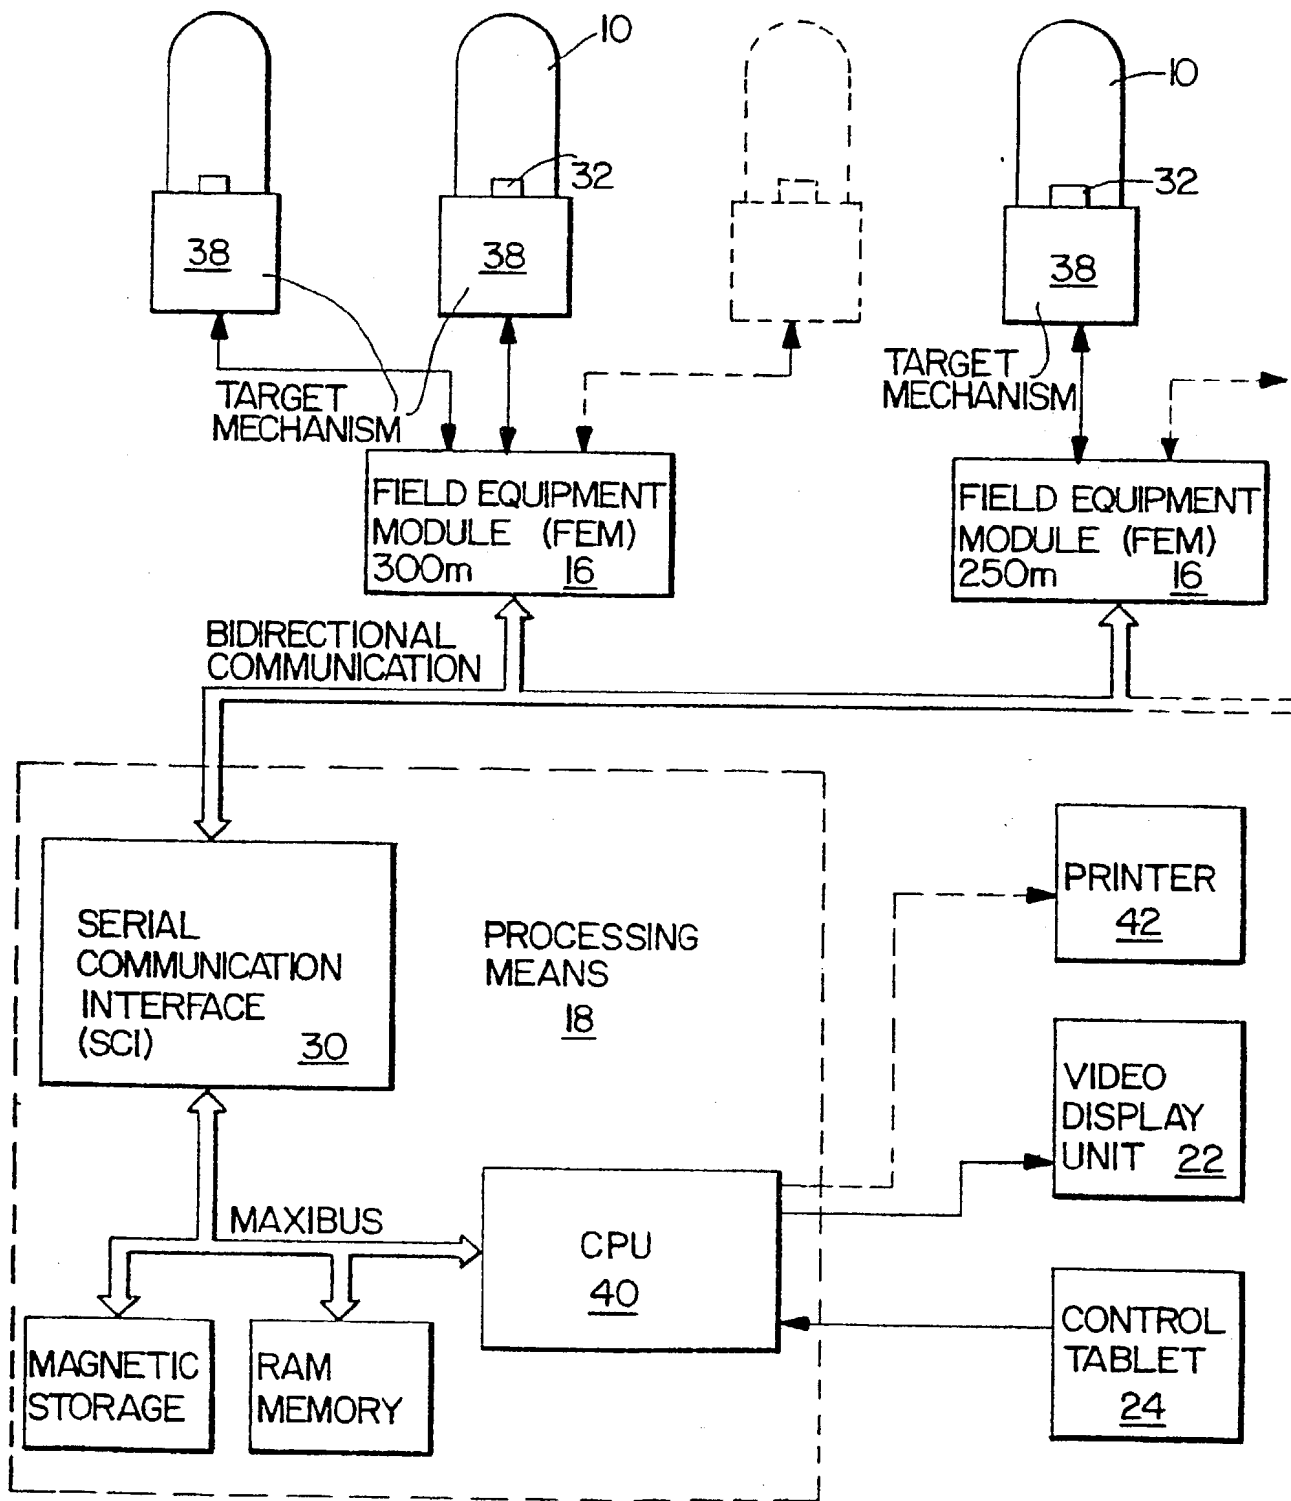 10
10
32
32
38
38
38
TARGET
MECHANISM
TARGET
MECHANISM
FIELD EQUIPMENT
MODULE (FEM)
300m 16
FIELD EQUIPMENT
MODULE (FEM)
250m 16
BIDIRECTIONAL
COMMUNICATION
SERIAL
COMMUNICATION
INTERFACE
(SCI) 30
PROCESSING
MEANS
18
PRINTER
42
VIDEO
DISPLAY
UNIT 22
MAXIBUS
CPU
40
CONTROL
TABLET
24
MAGNETIC
STORAGE
RAM
MEMORY